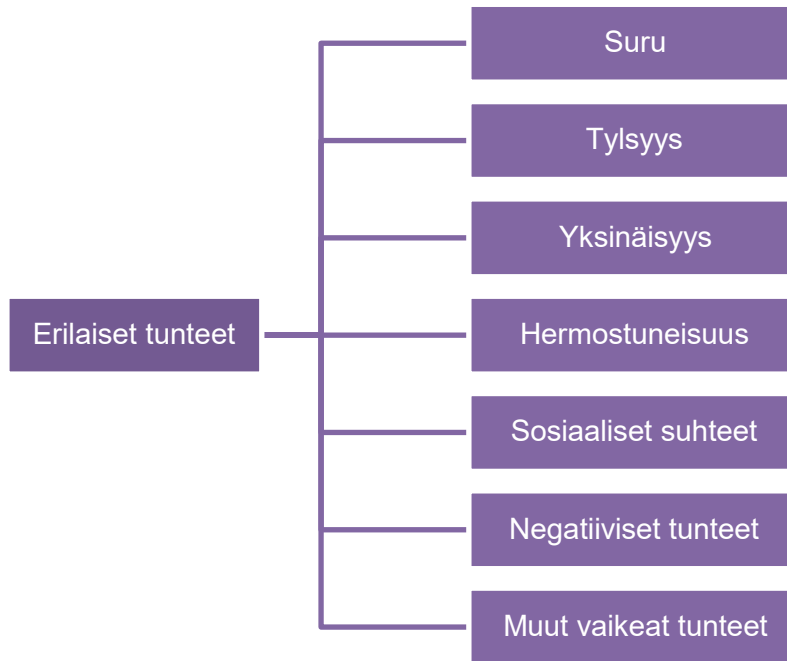 Erilaiset tunteet
Suru
Tylsyys
Yksinäisyys
Hermostuneisuus
Sosiaaliset suhteet
Negatiiviset tunteet
Muut vaikeat tunteet